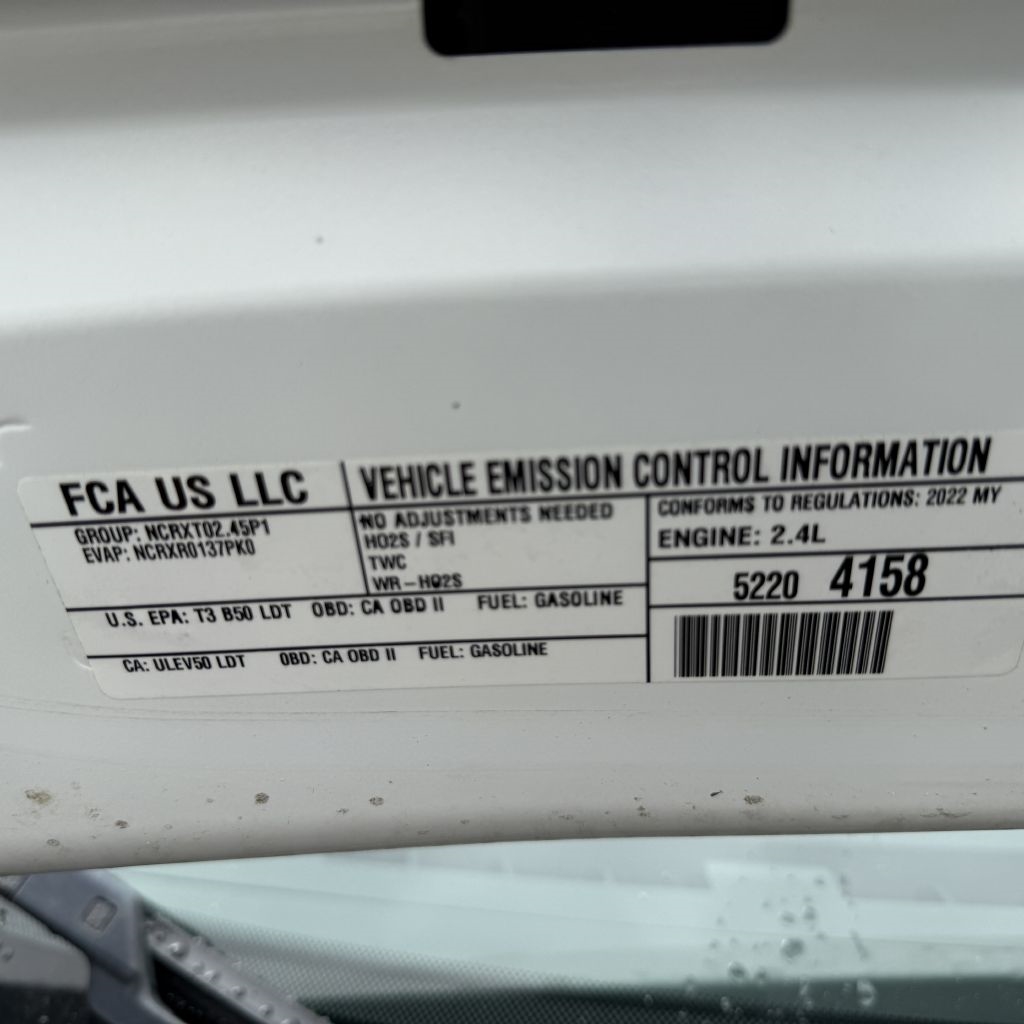 FCA US LLC
VEHICLE EMISSION CONTROL INFORMATION
GROUP: NCRXT02.45P1
EVAP: NCRXR0137PK0
NO ADJUSTMENTS NEEDED
HO2S / SFI
TWC
WR-HO2S
CONFORMS TO REGULATIONS: 2022 MY
ENGINE: 2.4L
5220 4158
U.S. EPA: T3 B50 LDT OBD: CA OBD II FUEL: GASOLINE
CA: ULEV50 LDT OBD: CA OBD II FUEL: GASOLINE